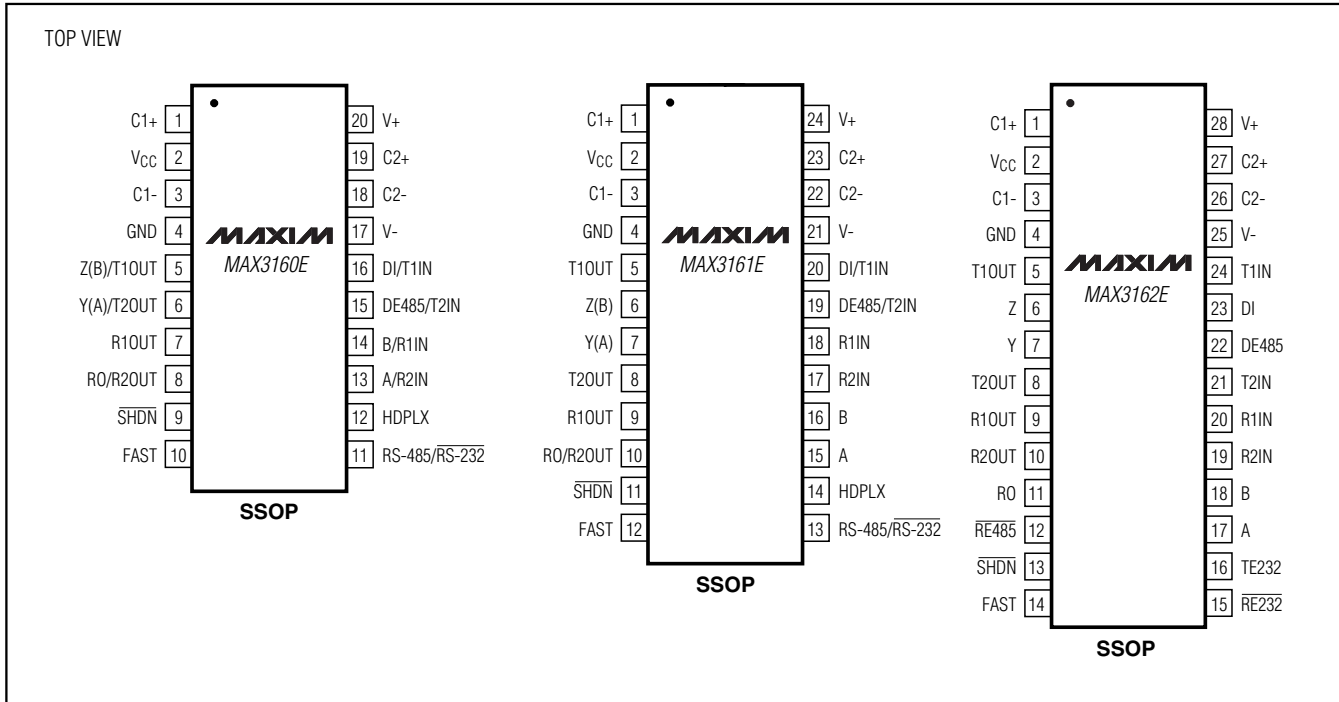 TOP VIEW
C1+ 1
VCC 2
C1- 3
GND 4
Z(B)/T1OUT 5
Y(A)/T2OUT 6
R1OUT 7
RO/R2OUT 8
SHDN 9
FAST 10
MAXIM
MAX3160E
20 V+
19 C2+
18 C2-
17 V-
16 DI/T1IN
15 DE485/T2IN
14 B/R1IN
13 A/R2IN
12 HDPLX
11 RS-485/RS-232
SSOP
C1+ 1
VCC 2
C1- 3
GND 4
T1OUT 5
Z(B) 6
Y(A) 7
T2OUT 8
R1OUT 9
RO/R2OUT 10
SHDN 11
FAST 12
MAXIM
MAX3161E
24 V+
23 C2+
22 C2-
21 V-
20 DI/T1IN
19 DE485/T2IN
18 R1IN
17 R2IN
16 B
15 A
14 HDPLX
13 RS-485/RS-232
SSOP
C1+ 1
VCC 2
C1- 3
GND 4
T1OUT 5
Z 6
Y 7
T2OUT 8
R1OUT 9
R2OUT 10
RO 11
RE485 12
SHDN 13
FAST 14
MAXIM
MAX3162E
28 V+
27 C2+
26 C2-
25 V-
24 T1IN
23 DI
22 DE485
21 T2IN
20 R1IN
19 R2IN
18 B
17 A
16 TE232
15 RE232
SSOP